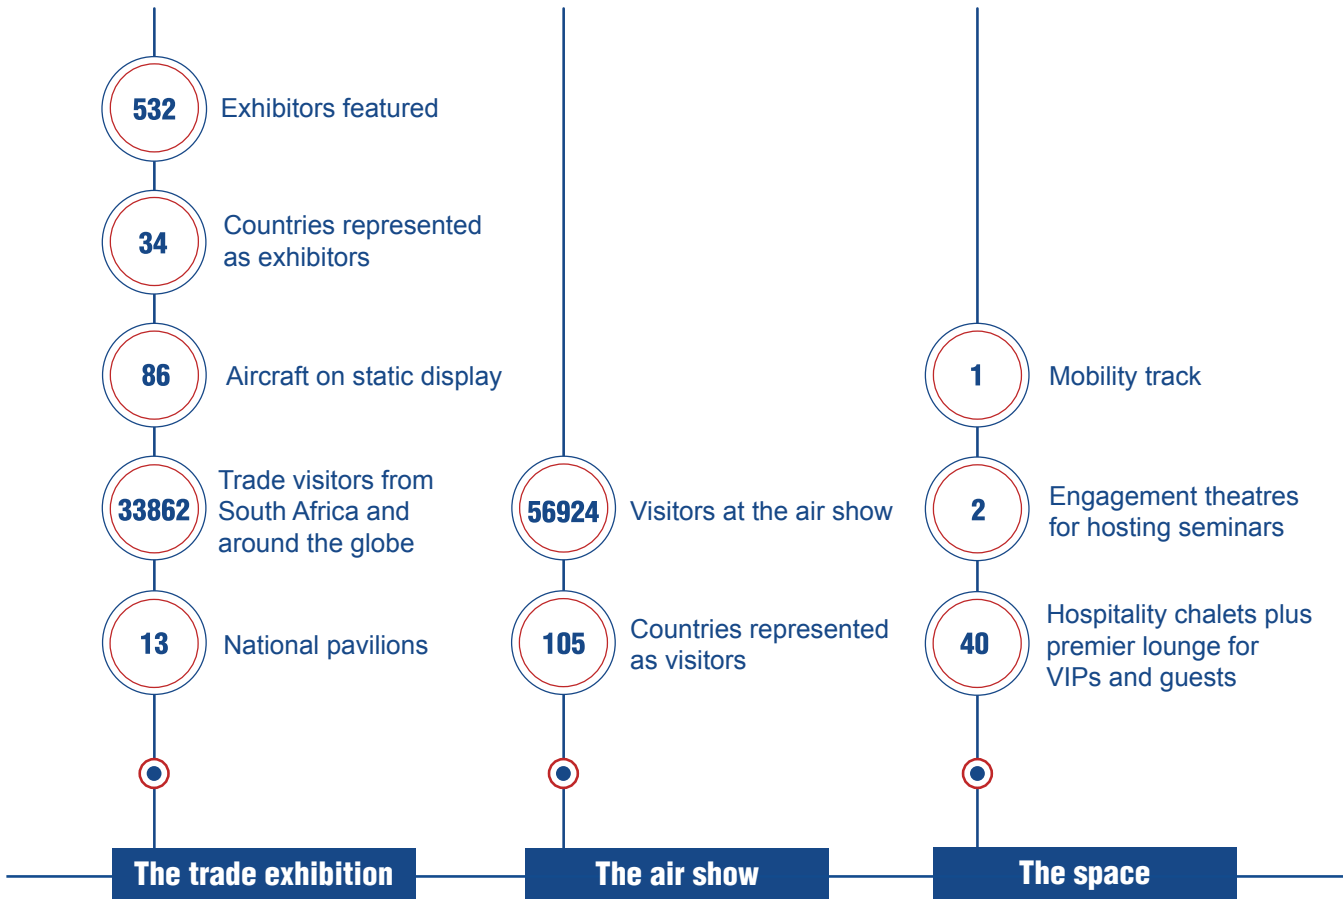 532
Exhibitors featured
34
Countries represented
as exhibitors
86
Aircraft on static display
33862
Trade visitors from
South Africa and
around the globe
13
National pavilions
The trade exhibition
56924
Visitors at the air show
105
Countries represented
as visitors
The air show
1
Mobility track
2
Engagement theatres
for hosting seminars
40
Hospitality chalets plus
premier lounge for
VIPs and guests
The space